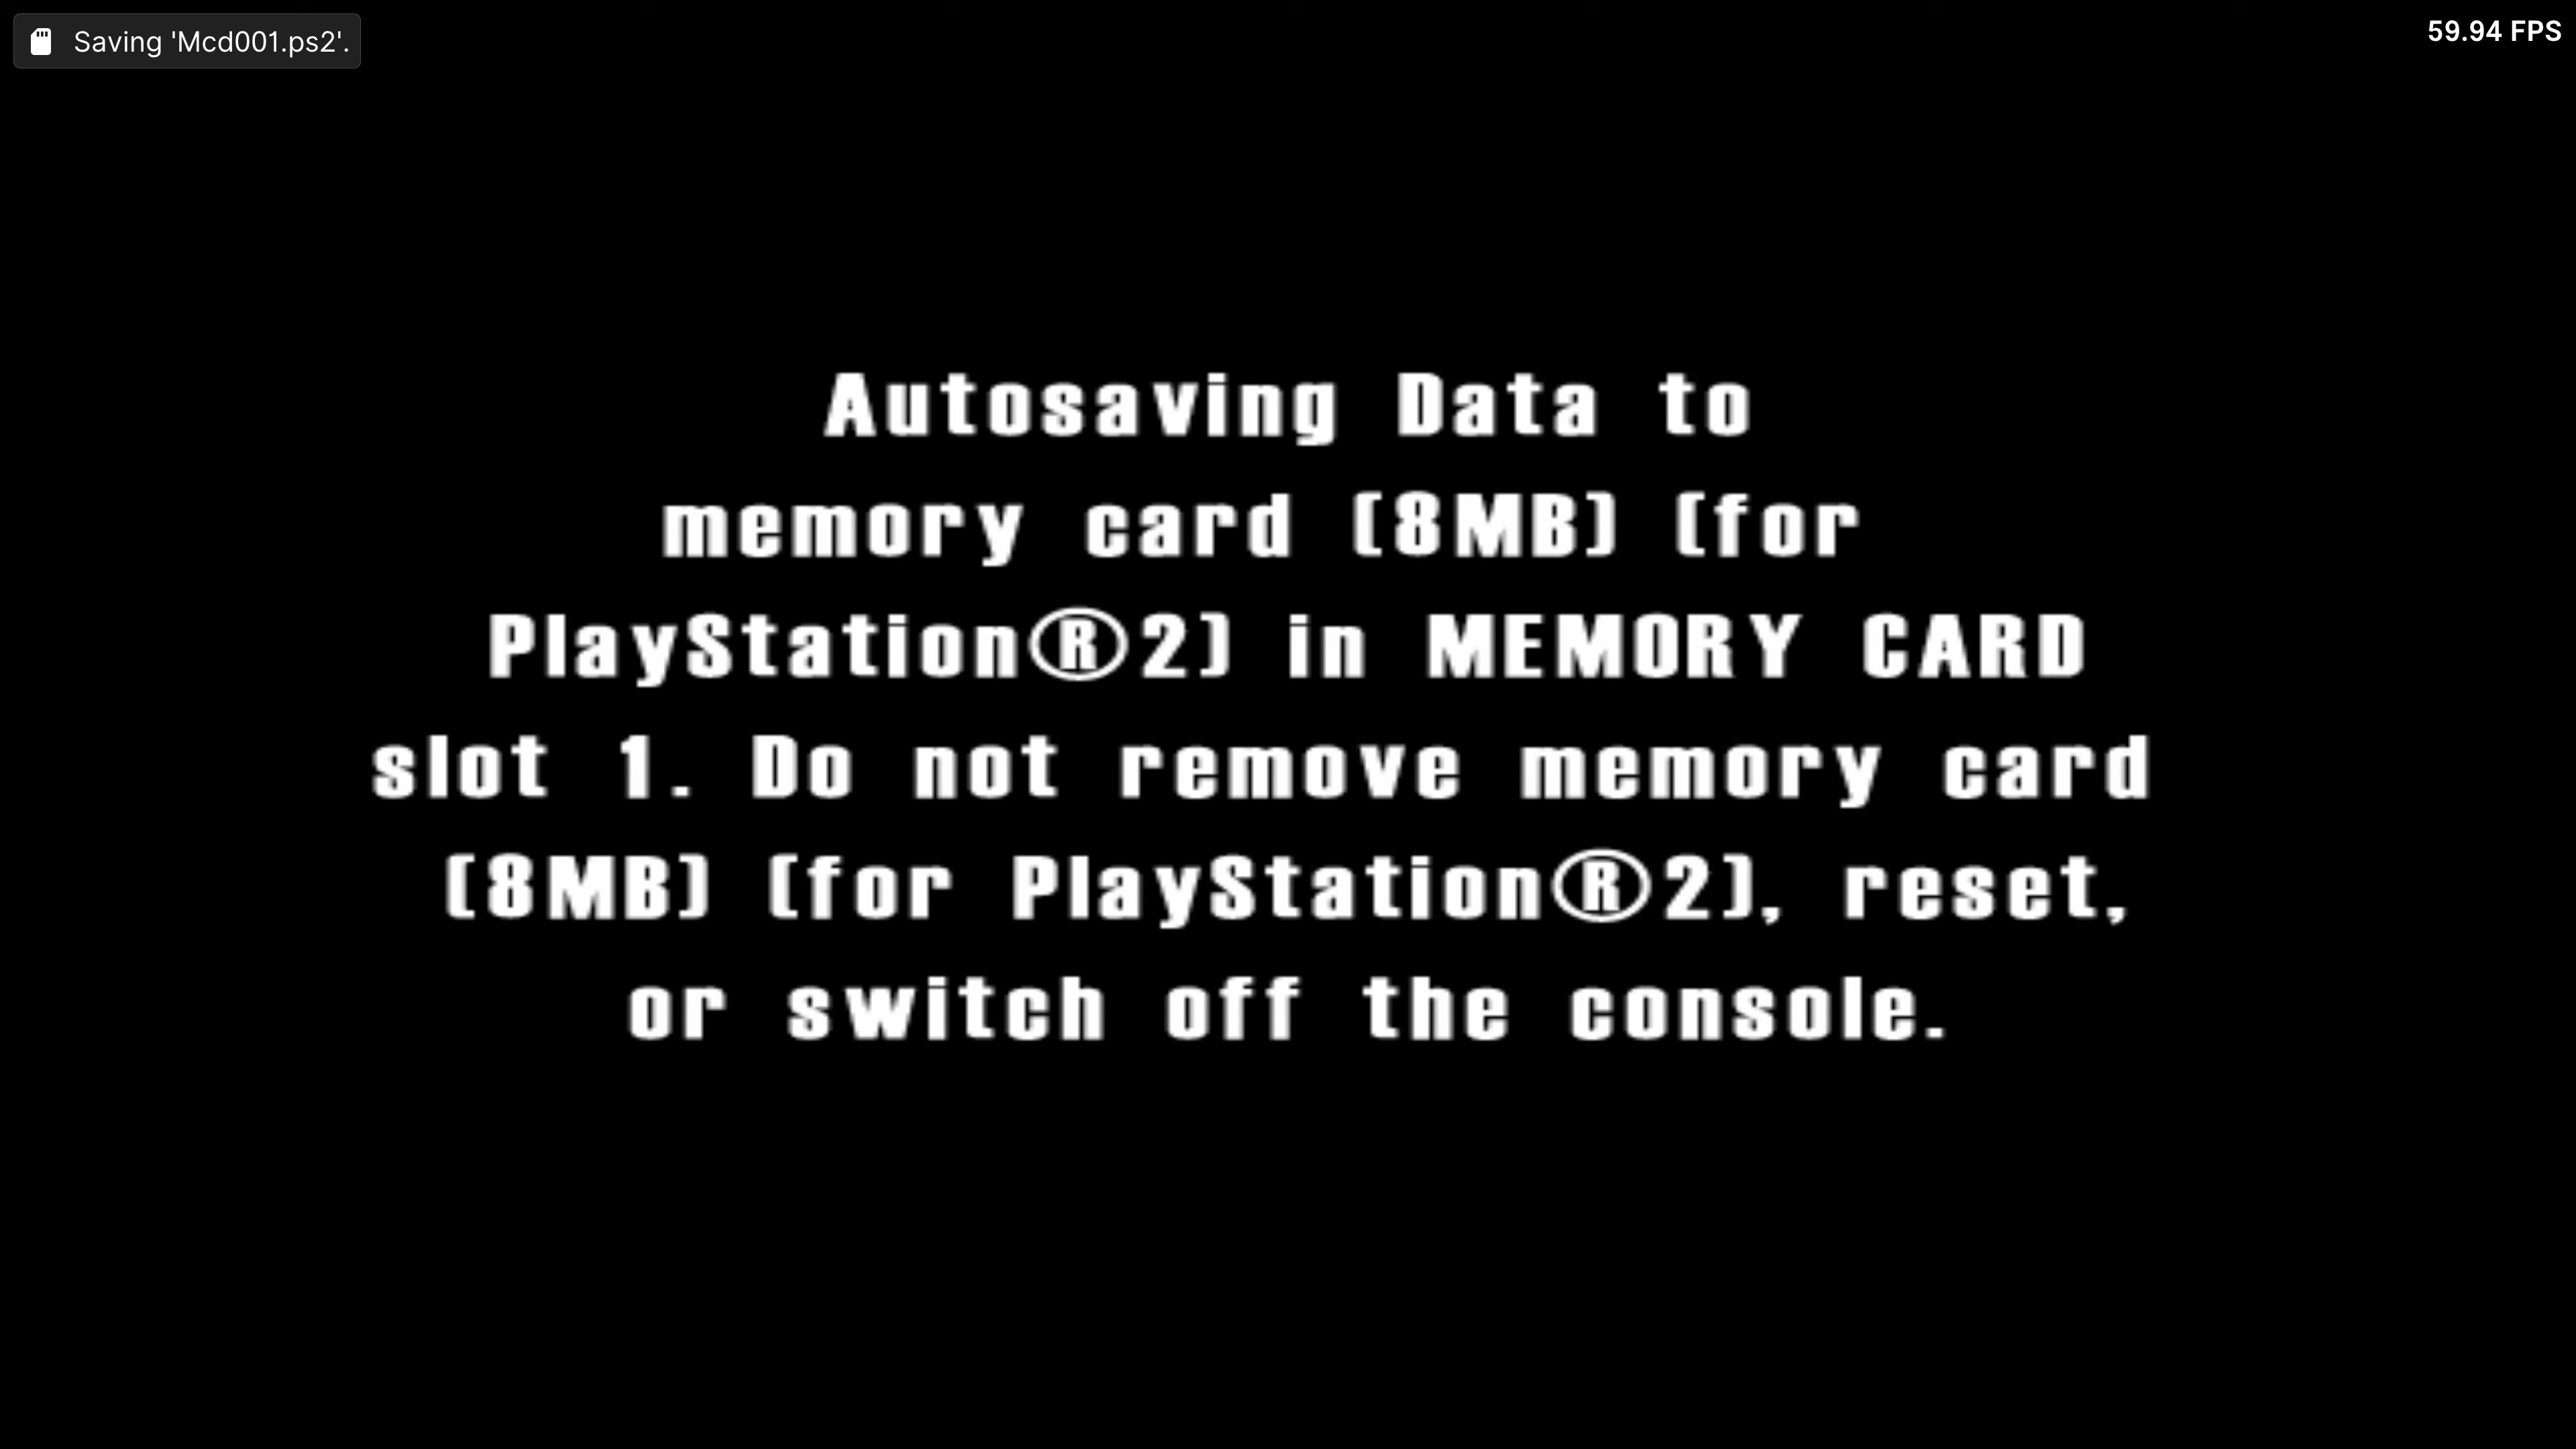 Saving 'Mcd001.ps2'.
59.94 FPS
Autosaving Data to
memory card (8MB) (for
PlayStation®2) in MEMORY CARD
slot 1. Do not remove memory card
(8MB) (for PlayStation®2), reset,
or switch off the console.